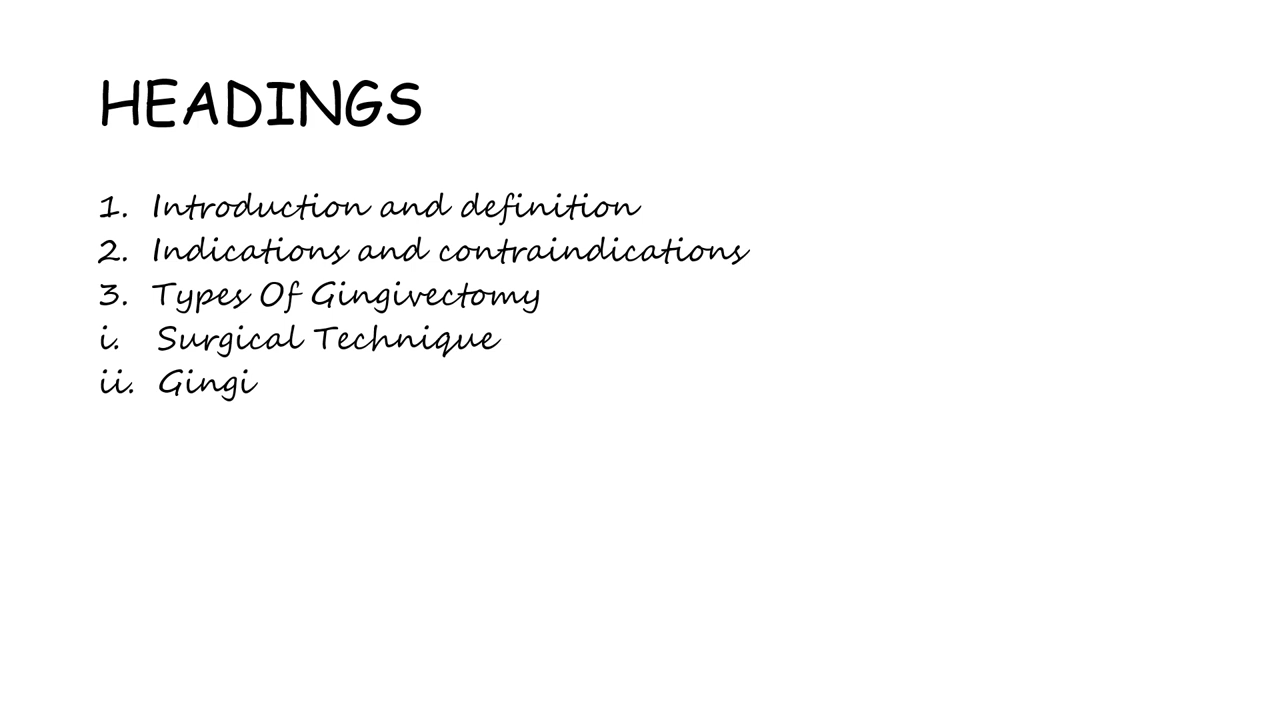 HEADINGS
1. Introduction and definition
2. Indications and contraindications
3. Types Of Gingivectomy
i. Surgical Technique
ii. Gingi